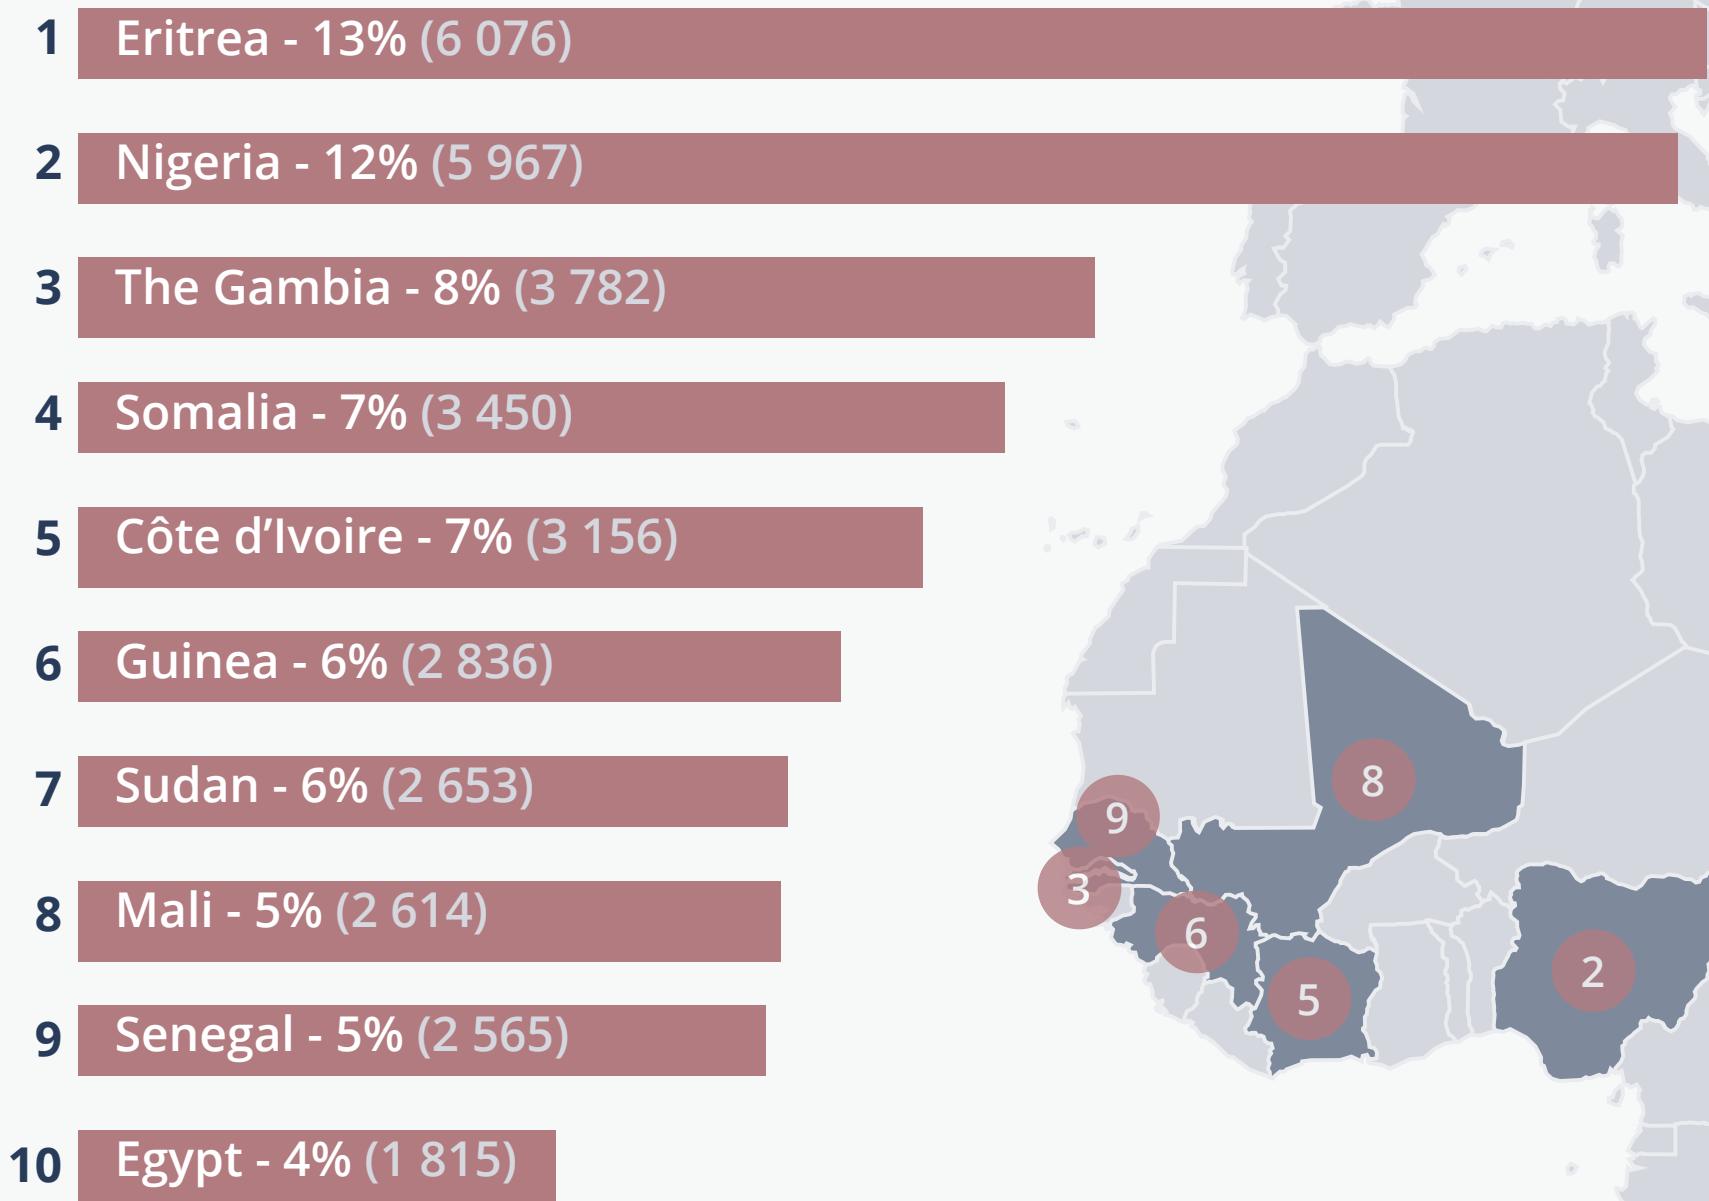 1 Eritrea - 13% (6 076)
2 Nigeria - 12% (5 967)
3 The Gambia - 8% (3 782)
4 Somalia - 7% (3 450)
5 Côte d’Ivoire - 7% (3 156)
6 Guinea - 6% (2 836)
7 Sudan - 6% (2 653)
8 Mali - 5% (2 614)
9 Senegal - 5% (2 565)
10 Egypt - 4% (1 815)
8
9
3
6
2
5